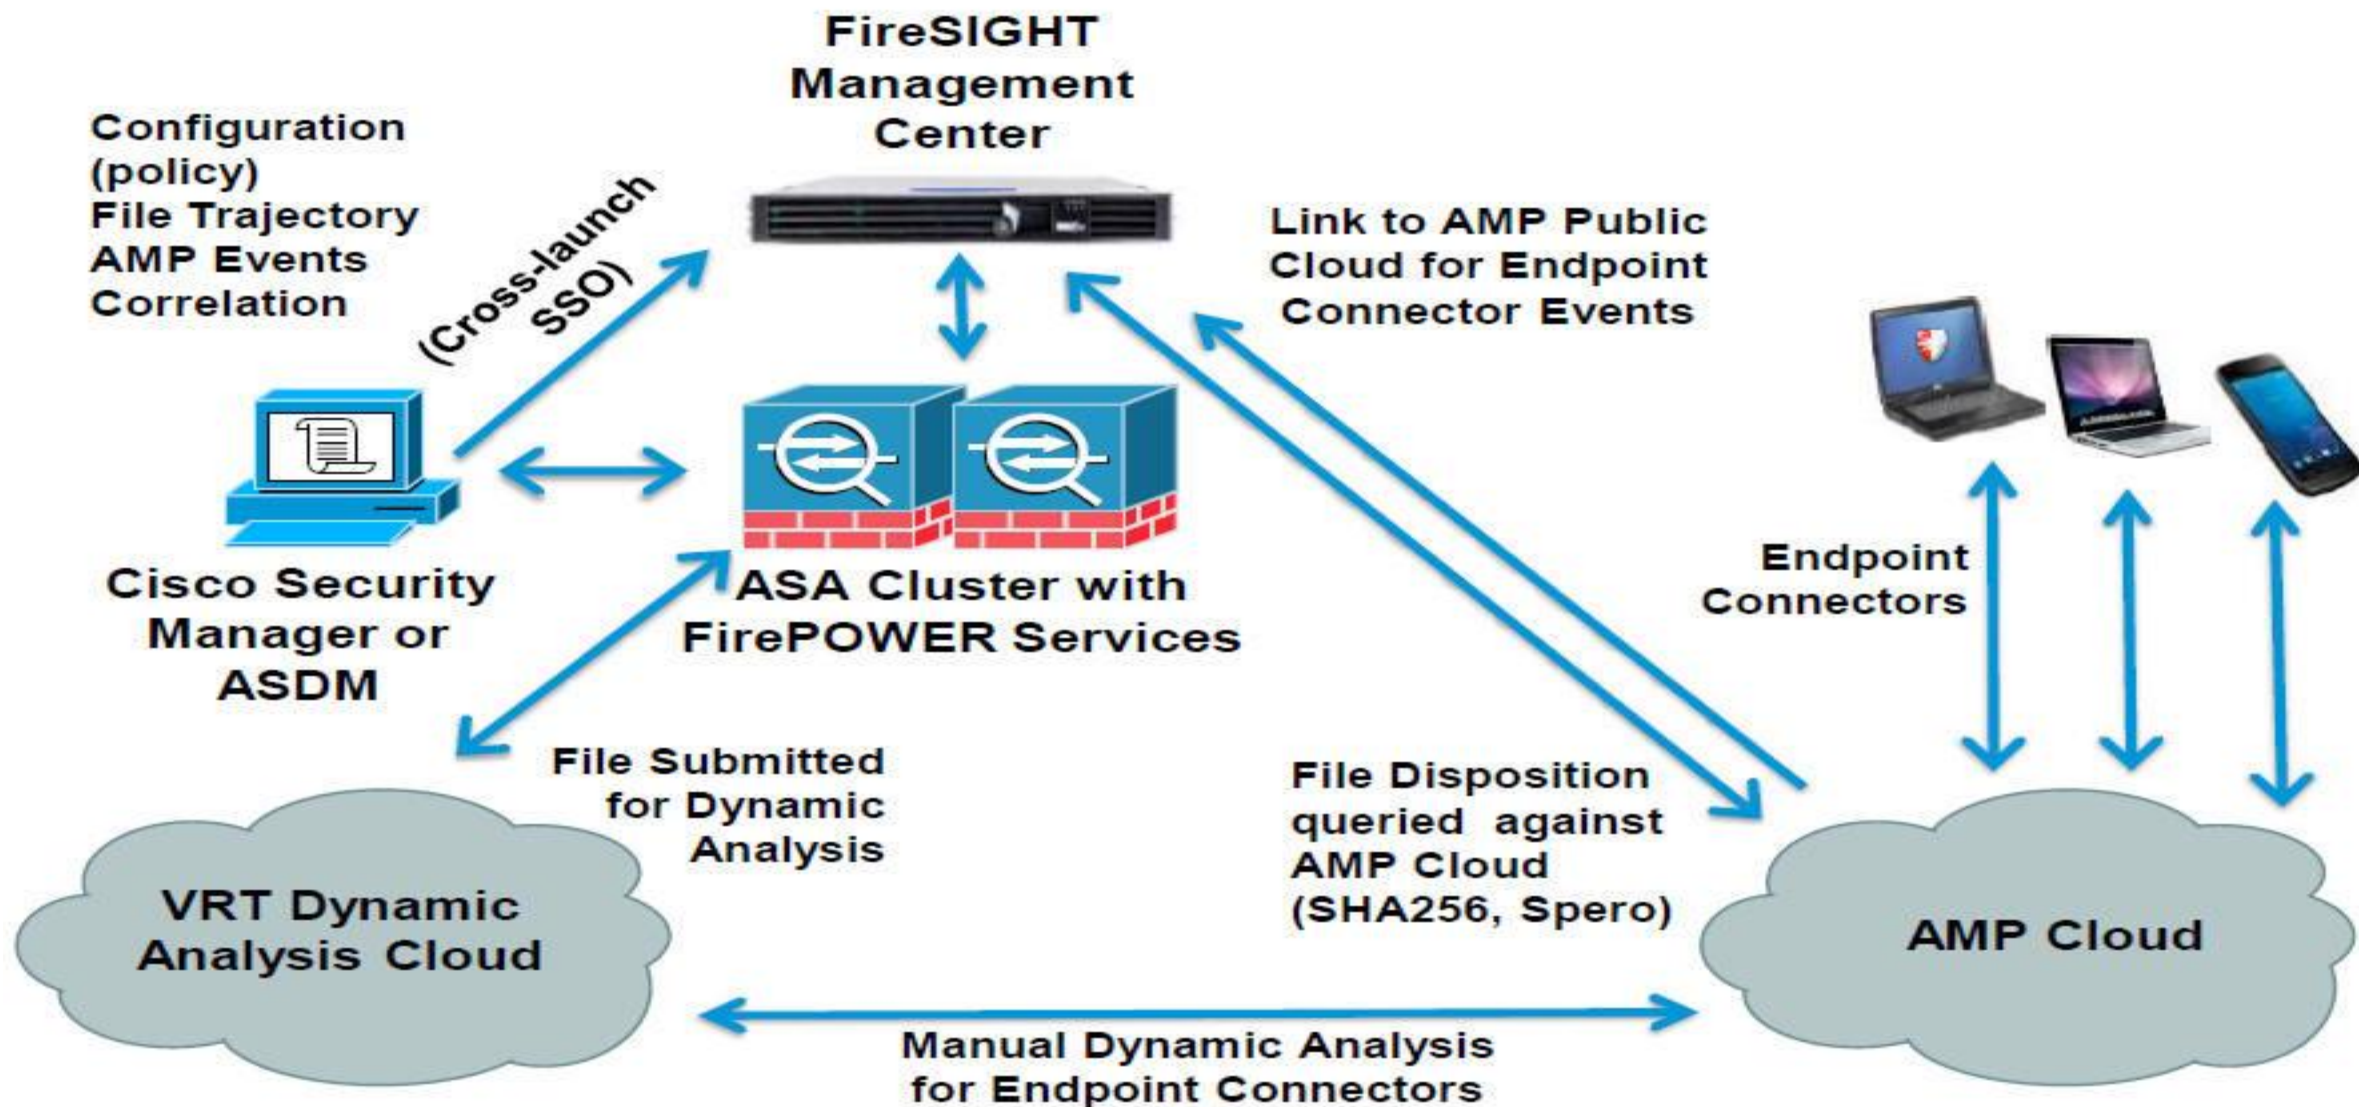 FireSIGHT
Management
Center
Configuration
(policy)
File Trajectory
AMP Events
Correlation
(Cross-launch
SSO)
Link to AMP Public
Cloud for Endpoint
Connector Events
Cisco Security
Manager or
ASDM
ASA Cluster with
FirePOWER Services
Endpoint
Connectors
File Submitted
for Dynamic
Analysis
File Disposition
queried against
AMP Cloud
(SHA256, Spero)
VRT Dynamic
Analysis Cloud
AMP Cloud
Manual Dynamic Analysis
for Endpoint Connectors